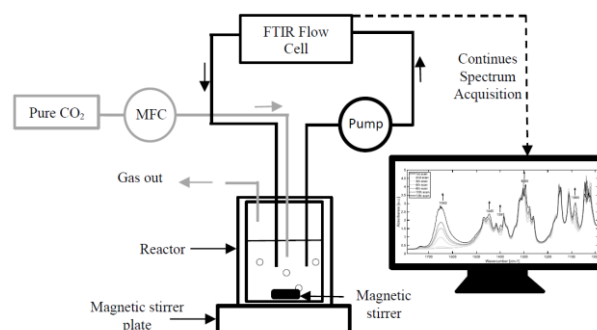 FTIR Flow
Cell
Continues
Spectrum
Acquisition
Pure CO₂
MFC
Pump
Gas out
Reactor
Magnetic stirrer
plate
Magnetic
stirrer